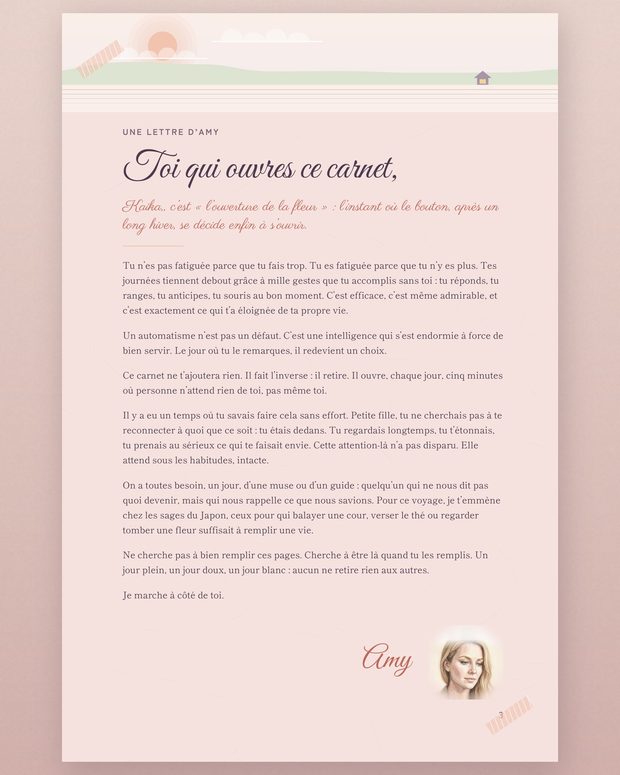 UNE LETTRE D'AMY
Toi qui ouvres ce carnet,
Kaika,, c'est « l'ouverture de la fleur » : l'instant où le bouton, après un
long hiver, se décide enfin à s'ouvrir.
Tu n'es pas fatiguée parce que tu fais trop. Tu es fatiguée parce que tu n'y es plus. Tes
journées tiennent debout grâce à mille gestes que tu accomplis sans toi : tu réponds, tu
ranges, tu anticipes, tu souris au bon moment. C'est efficace, c'est même admirable, et
c'est exactement ce qui t'a éloignée de ta propre vie.
Un automatisme n'est pas un défaut. C'est une intelligence qui s'est endormie à force de
bien servir. Le jour où tu le remarques, il redevient un choix.
Ce carnet ne t'ajoutera rien. Il fait l'inverse : il retire. Il ouvre, chaque jour, cinq minutes
où personne n'attend rien de toi, pas même toi.
Il y a eu un temps où tu savais faire cela sans effort. Petite fille, tu ne cherchais pas à te
reconnecter à quoi que ce soit : tu étais dedans. Tu regardais longtemps, tu t'étonnais,
tu prenais au sérieux ce qui te faisait envie. Cette attention-là n'a pas disparu. Elle
attend sous les habitudes, intacte.
On a toutes besoin, un jour, d'une muse ou d'un guide : quelqu'un qui ne nous dit pas
quoi devenir, mais qui nous rappelle ce que nous savions. Pour ce voyage, je t'emmène
chez les sages du Japon, ceux pour qui balayer une cour, verser le thé ou regarder
tomber une fleur suffisait à remplir une vie.
Ne cherche pas à bien remplir ces pages. Cherche à être là quand tu les remplis. Un
jour plein, un jour doux, un jour blanc : aucun ne retire rien aux autres.
Je marche à côté de toi.
Amy
3